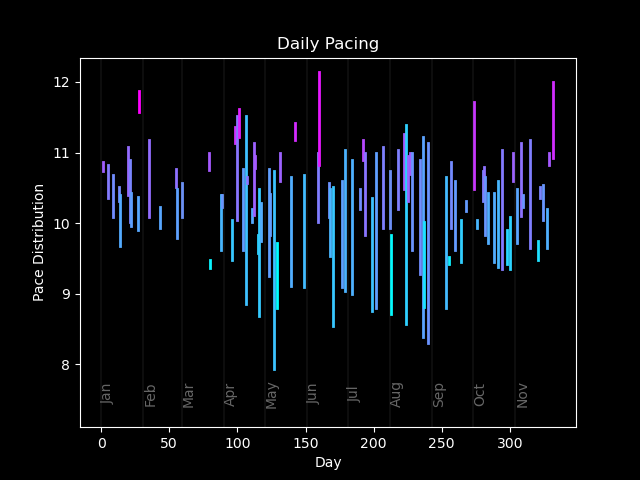 Daily Pacing
Pace Distribution
12
11
10
9
8
Jan
Feb
Mar
Apr
May
Jun
Jul
Aug
Sep
Oct
Nov
0
50
100
150
200
250
300
Day